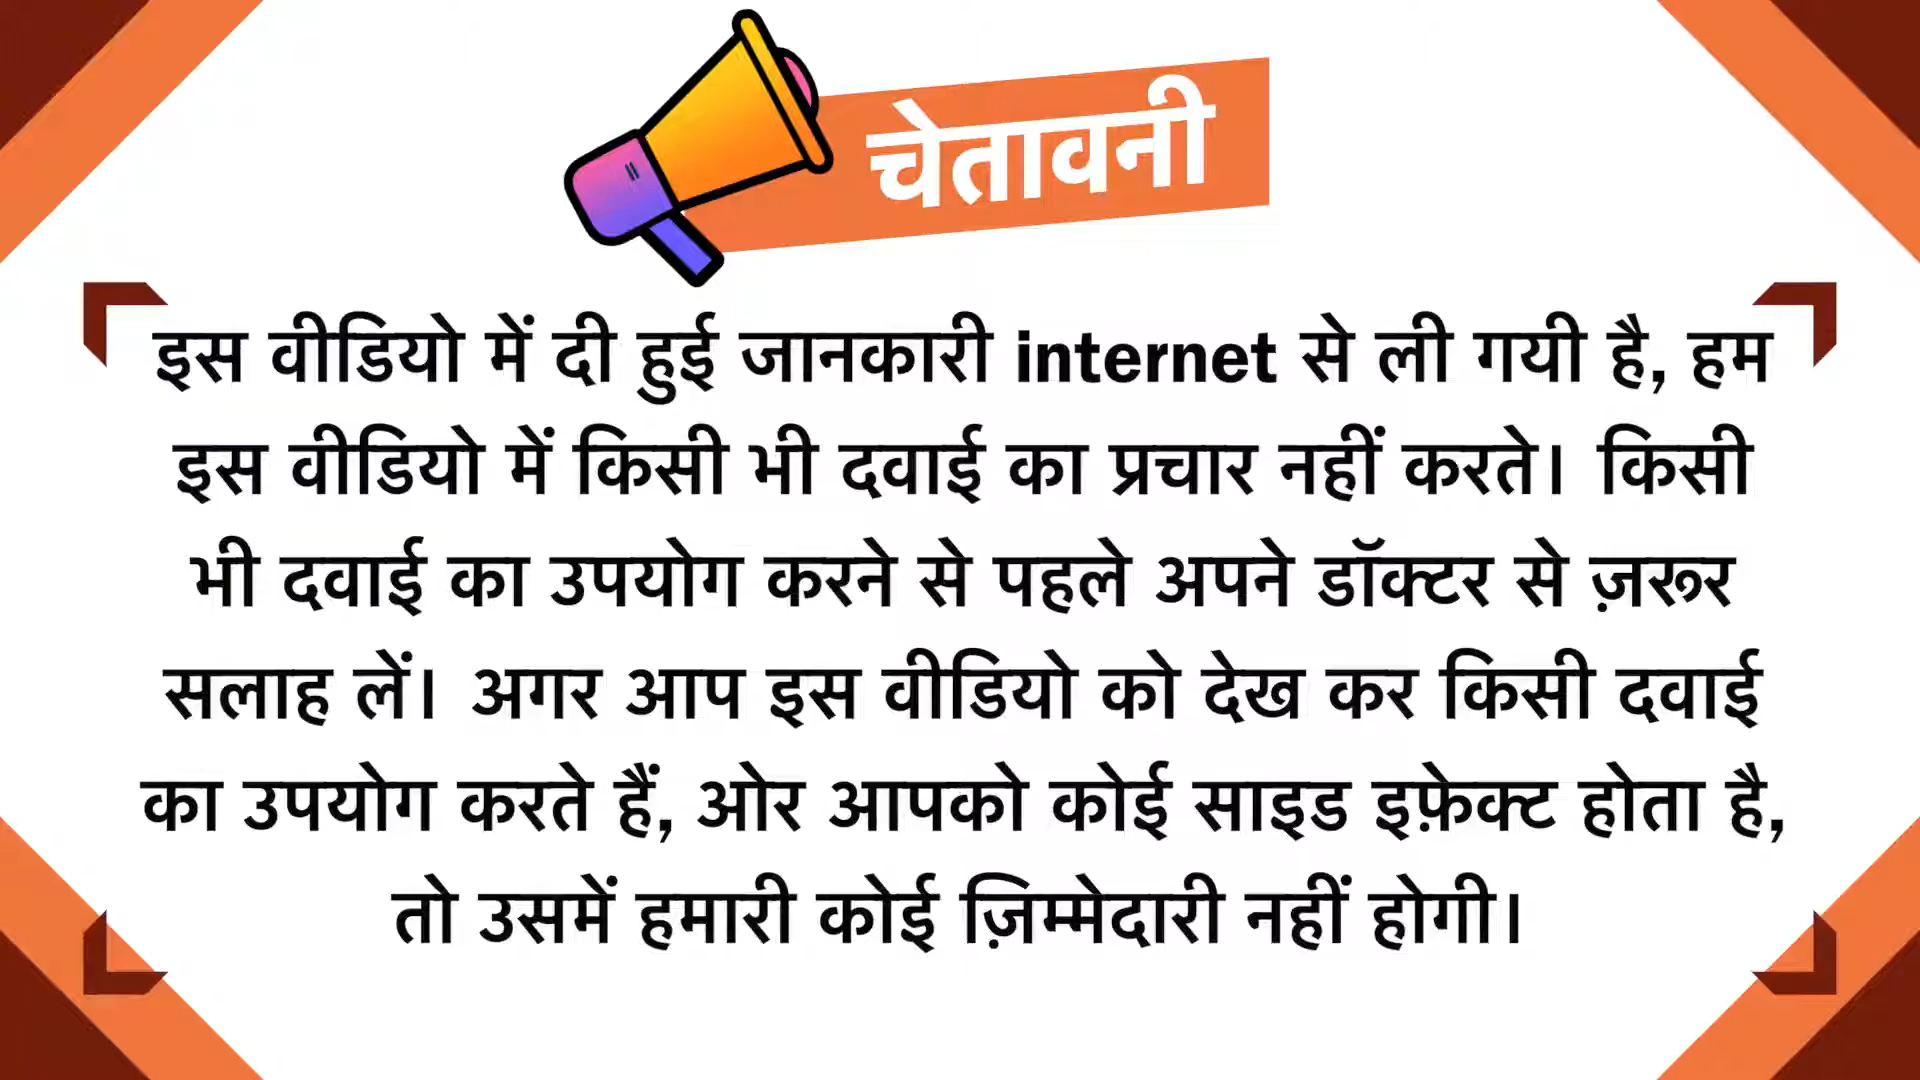 चेतावनी
इस वीडियो में दी हुई जानकारी internet से ली गयी है, हम
इस वीडियो में किसी भी दवाई का प्रचार नहीं करते। किसी
भी दवाई का उपयोग करने से पहले अपने डॉक्टर से ज़रूर
सलाह लें। अगर आप इस वीडियो को देख कर किसी दवाई
का उपयोग करते हैं, ओर आपको कोई साइड इफ़ेक्ट होता है,
तो उसमें हमारी कोई ज़िम्मेदारी नहीं होगी।